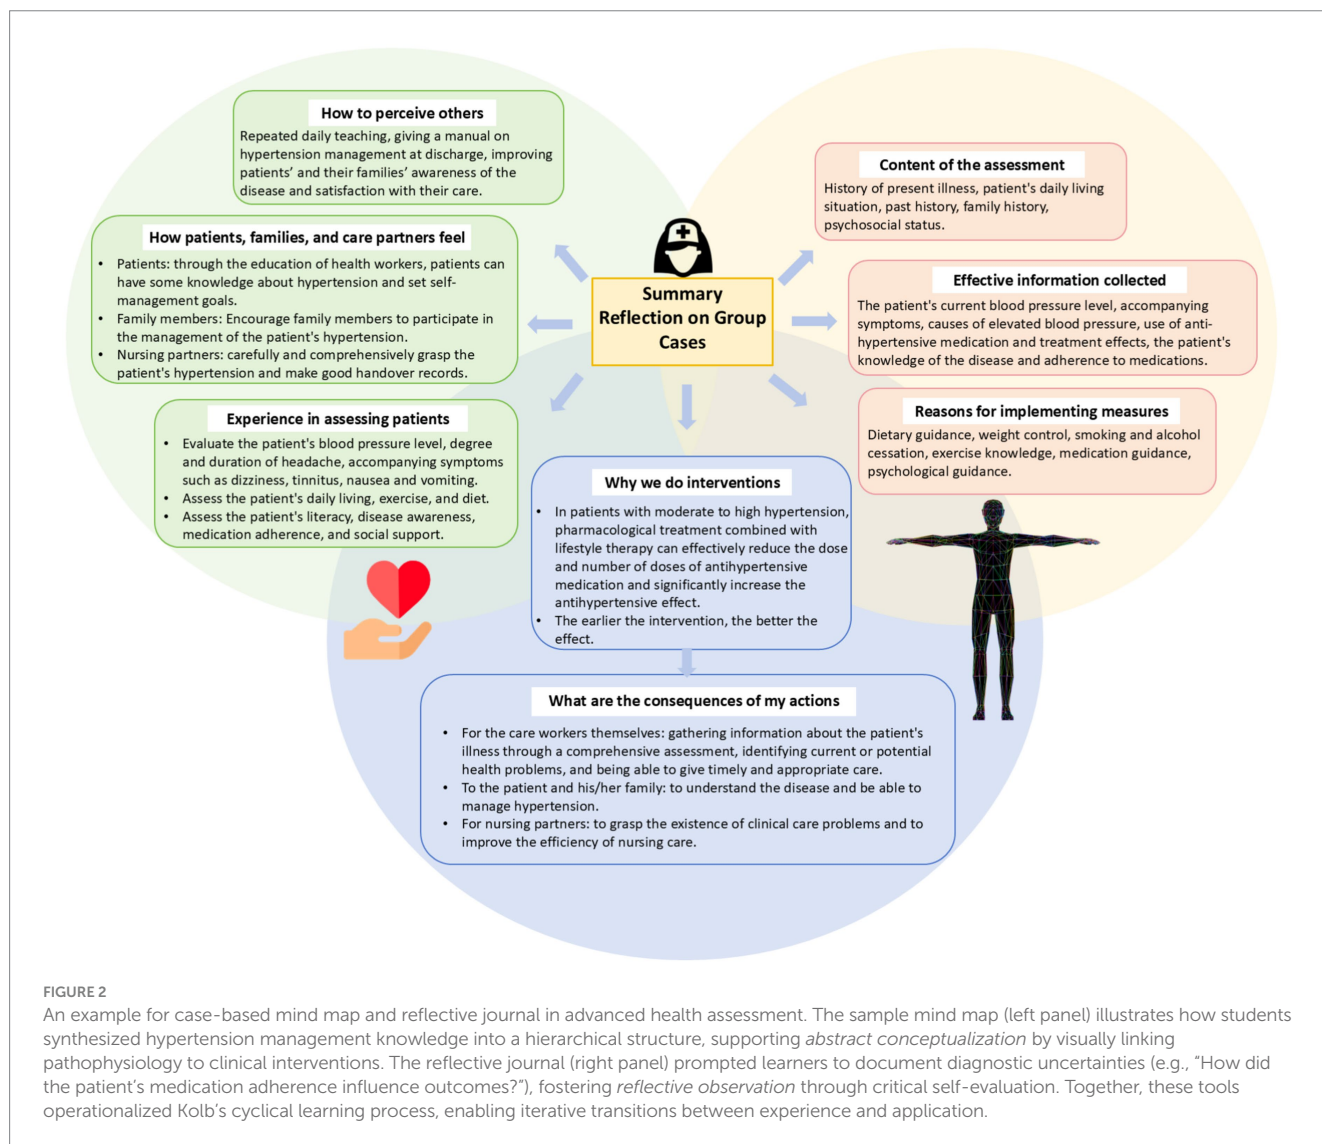 How to perceive others
Repeated daily teaching, giving a manual on
hypertension management at discharge, improving
patients' and their families' awareness of the
disease and satisfaction with their care.
How patients, families, and care partners feel
• Patients: through the education of health workers, patients can
have some knowledge about hypertension and set self-
management goals.
• Family members: Encourage family members to participate in
the management of the patient's hypertension.
• Nursing partners: carefully and comprehensively grasp the
patient's hypertension and make good handover records.
Experience in assessing patients
• Evaluate the patient's blood pressure level, degree
and duration of headache, accompanying symptoms
such as dizziness, tinnitus, nausea and vomiting.
• Assess the patient's daily living, exercise, and diet.
• Assess the patient's literacy, disease awareness,
medication adherence, and social support.
Summary
Reflection on Group
Cases
Content of the assessment
History of present illness, patient's daily living
situation, past history, family history,
psychosocial status.
Effective information collected
The patient's current blood pressure level, accompanying
symptoms, causes of elevated blood pressure, use of anti-
hypertensive medication and treatment effects, the patient's
knowledge of the disease and adherence to medications.
Reasons for implementing measures
Dietary guidance, weight control, smoking and alcohol
cessation, exercise knowledge, medication guidance,
psychological guidance.
Why we do interventions
• In patients with moderate to high hypertension,
pharmacological treatment combined with
lifestyle therapy can effectively reduce the dose
and number of doses of antihypertensive
medication and significantly increase the
antihypertensive effect.
• The earlier the intervention, the better the
effect.
What are the consequences of my actions
• For the care workers themselves: gathering information about the patient's
illness through a comprehensive assessment, identifying current or potential
health problems, and being able to give timely and appropriate care.
• To the patient and his/her family: to understand the disease and be able to
manage hypertension.
• For nursing partners: to grasp the existence of clinical care problems and to
improve the efficiency of nursing care.
FIGURE 2
An example for case-based mind map and reflective journal in advanced health assessment. The sample mind map (left panel) illustrates how students
synthesized hypertension management knowledge into a hierarchical structure, supporting abstract conceptualization by visually linking
pathophysiology to clinical interventions. The reflective journal (right panel) prompted learners to document diagnostic uncertainties (e.g., "How did
the patient's medication adherence influence outcomes?"), fostering reflective observation through critical self-evaluation. Together, these tools
operationalized Kolb's cyclical learning process, enabling iterative transitions between experience and application.